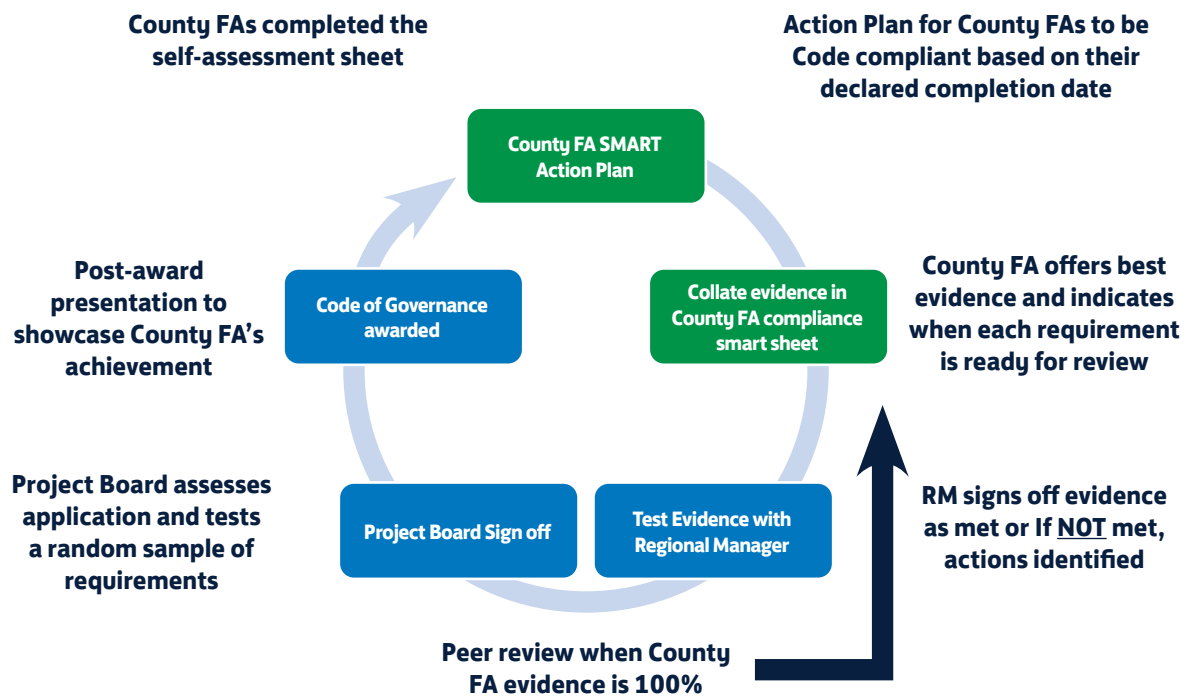 County FAs completed the
self-assessment sheet
Action Plan for County FAs to be
Code compliant based on their
declared completion date
County FA SMART
Action Plan
Collate evidence in
County FA compliance
smart sheet
County FA offers best
evidence and indicates
when each requirement
is ready for review
Test Evidence with
Regional Manager
RM signs off evidence
as met or If NOT met,
actions identified
Peer review when County
FA evidence is 100%
Project Board Sign off
Project Board assesses
application and tests
a random sample of
requirements
Code of Governance
awarded
Post-award
presentation to
showcase County FA’s
achievement